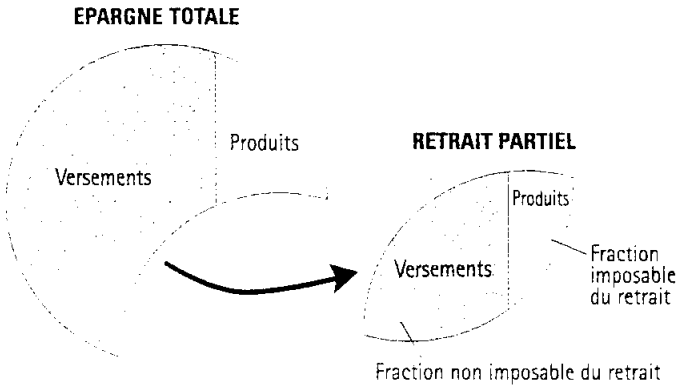 EPARGNE TOTALE
Produits
Versements
RETRAIT PARTIEL
Produits
Versements
Fraction
imposable
du retrait
Fraction non imposable du retrait